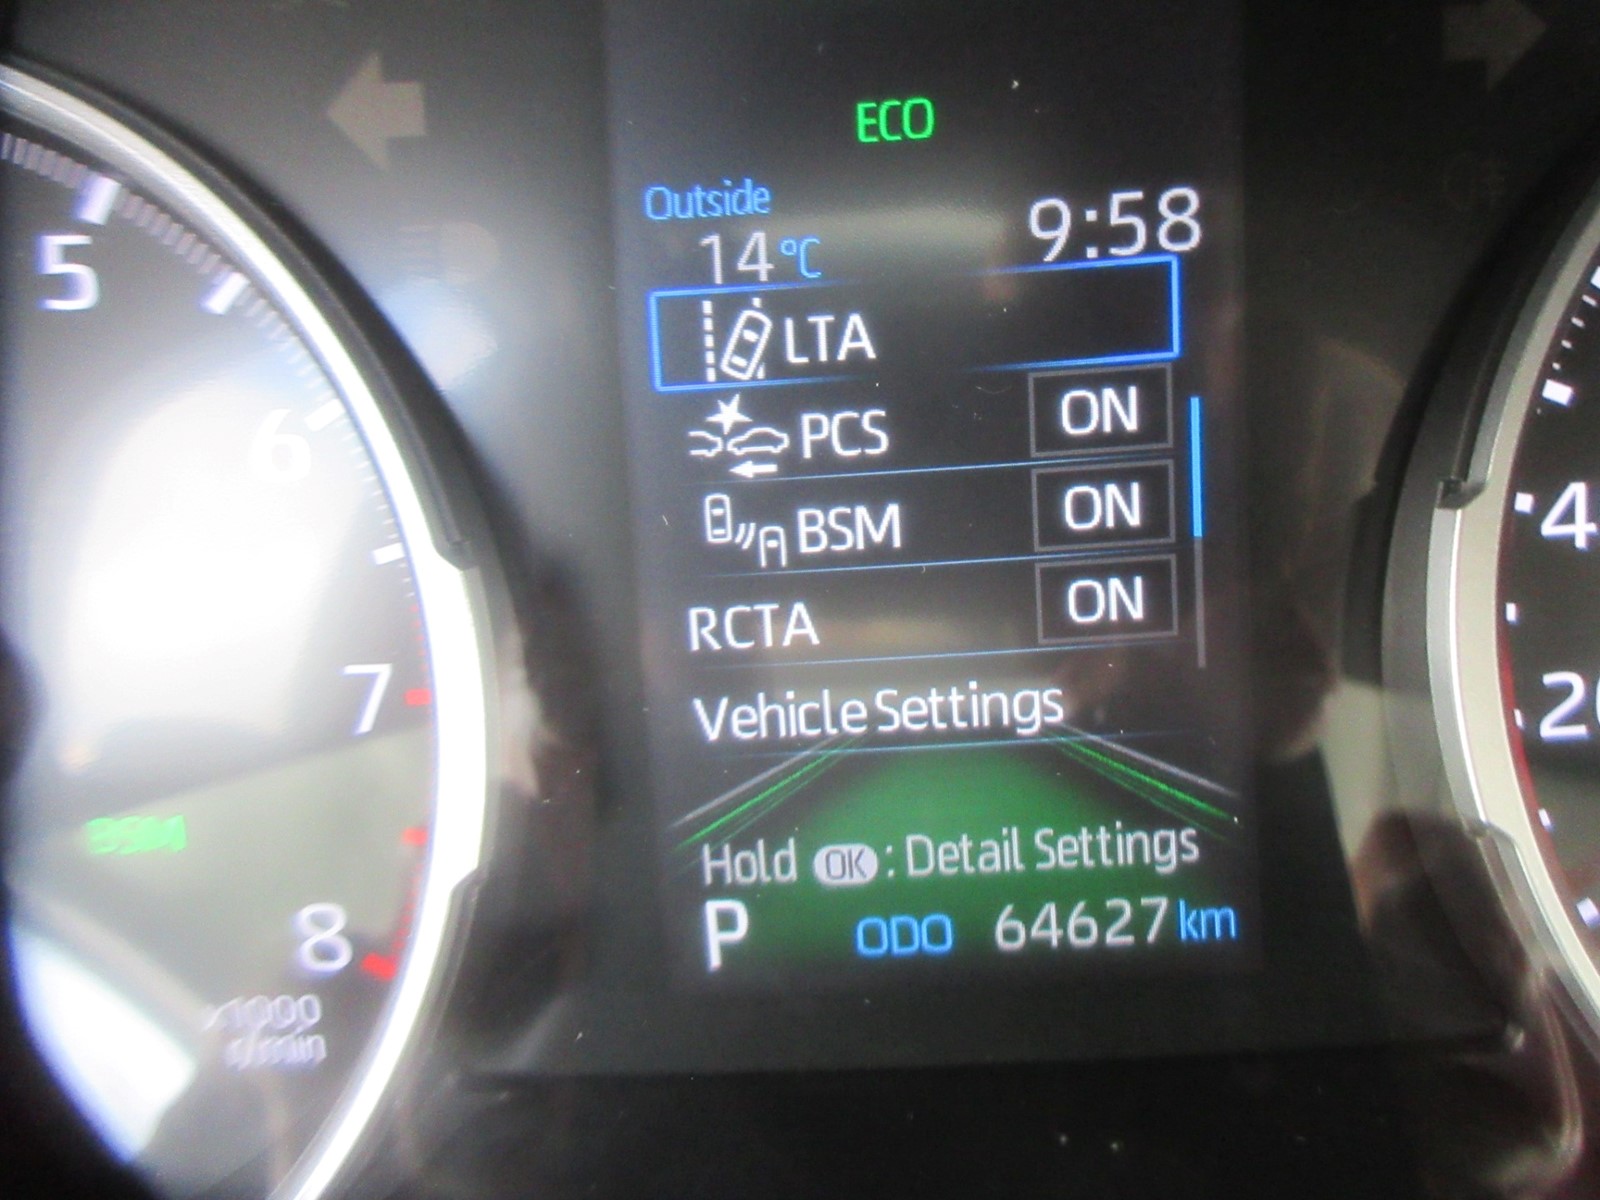 ECO
Outside
14°C
9:58
LTA
PCS ON
BSM ON
RCTA ON
Vehicle Settings
Hold OK : Detail Settings
P ODO 64627 km
5
6
7
BSM
8
x1000
r/min
4
20